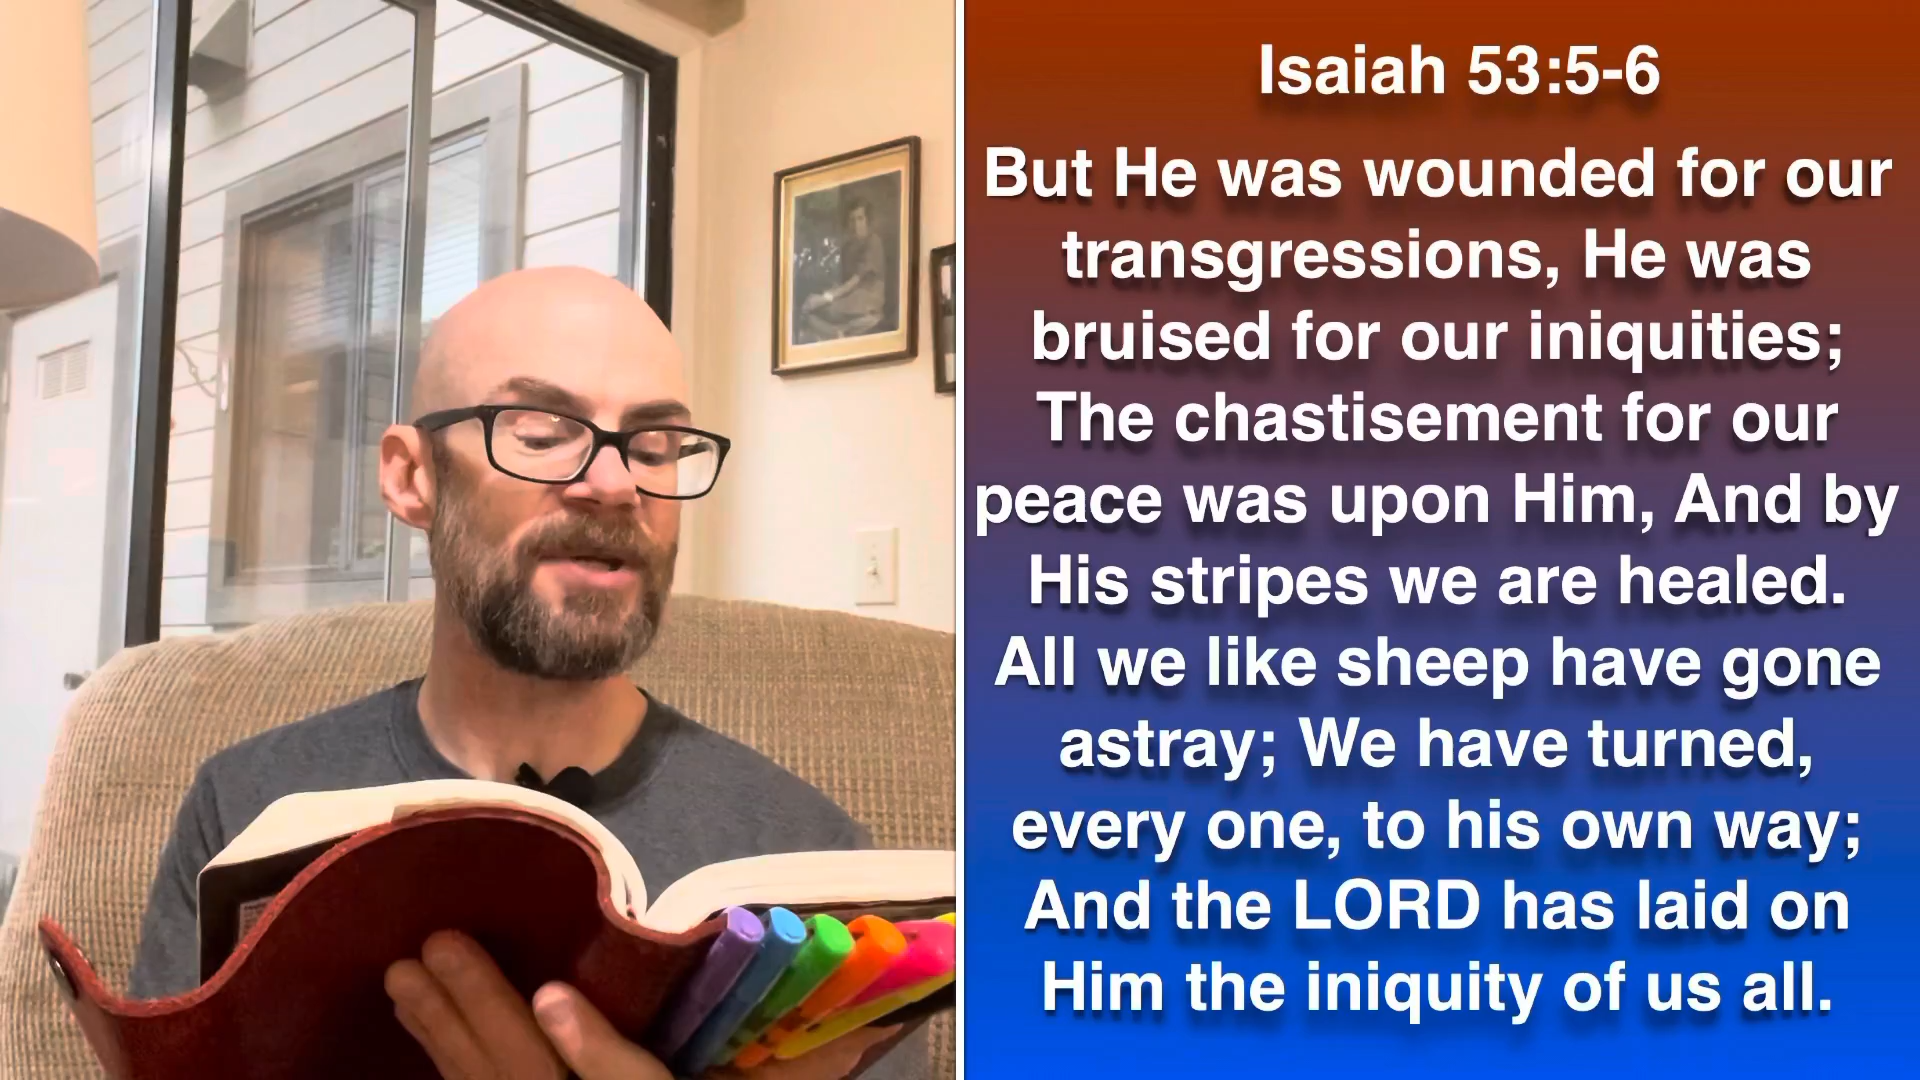 Isaiah 53:5-6
But He was wounded for our
transgressions, He was
bruised for our iniquities;
The chastisement for our
peace was upon Him, And by
His stripes we are healed.
All we like sheep have gone
astray; We have turned,
every one, to his own way;
And the LORD has laid on
Him the iniquity of us all.